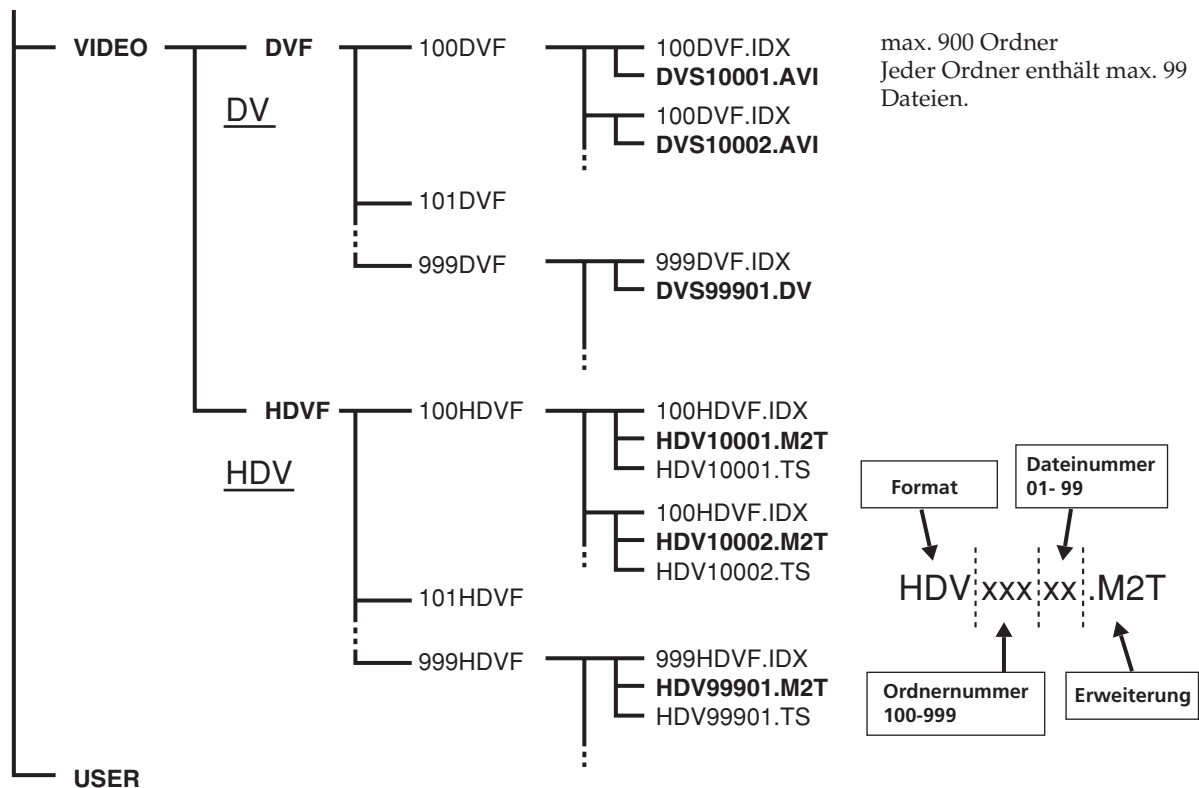 VIDEO DVF 100DVF 100DVF.IDX max. 900 Ordner
DVS10001.AVI Jeder Ordner enthält max. 99
DV 100DVF.IDX Dateien.
DVS10002.AVI
101DVF
999DVF 999DVF.IDX
DVS99901.DV
HDVF 100HDVF 100HDVF.IDX
HDV10001.M2T
HDV HDV10001.TS
100HDVF.IDX
HDV10002.M2T
HDV10002.TS
101HDVF
999HDVF 999HDVF.IDX
HDV99901.M2T
HDV99901.TS
Format
Dateinummer
01- 99
HDV xxx xx .M2T
Ordnernummer
100-999
Erweiterung
USER